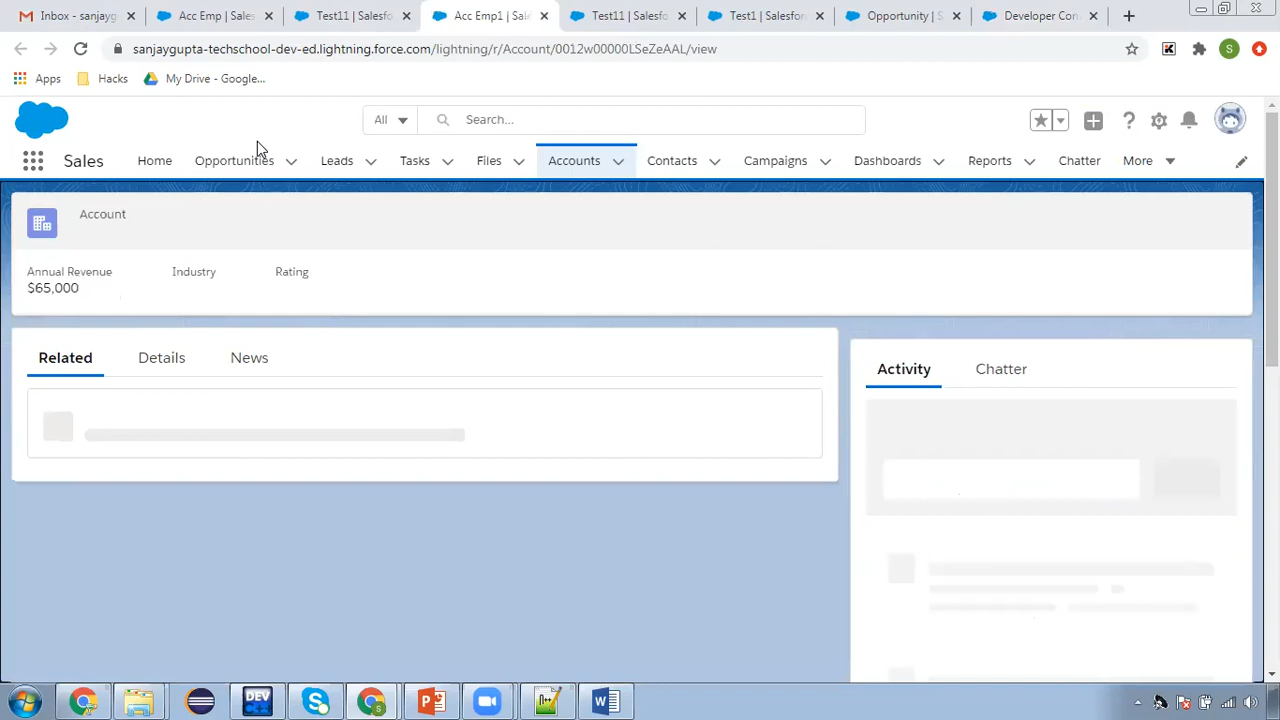 Inbox - sanjayg
Acc Emp | Sales
Test11 | Salesfo
Acc Emp1 | Sal
Test11 | Salesfo
Test1 | Salesfor
Opportunity | S
Developer Con
sanjaygupta-techschool-dev-ed.lightning.force.com/lightning/r/Account/0012w00000LSeZeAAL/view
S
Apps
Hacks
My Drive - Google...
All
Search...
Sales
Home
Opportunities
Leads
Tasks
Files
Accounts
Contacts
Campaigns
Dashboards
Reports
Chatter
More
Account
Annual Revenue
Industry
Rating
$65,000
Related
Details
News
Activity
Chatter
DEV